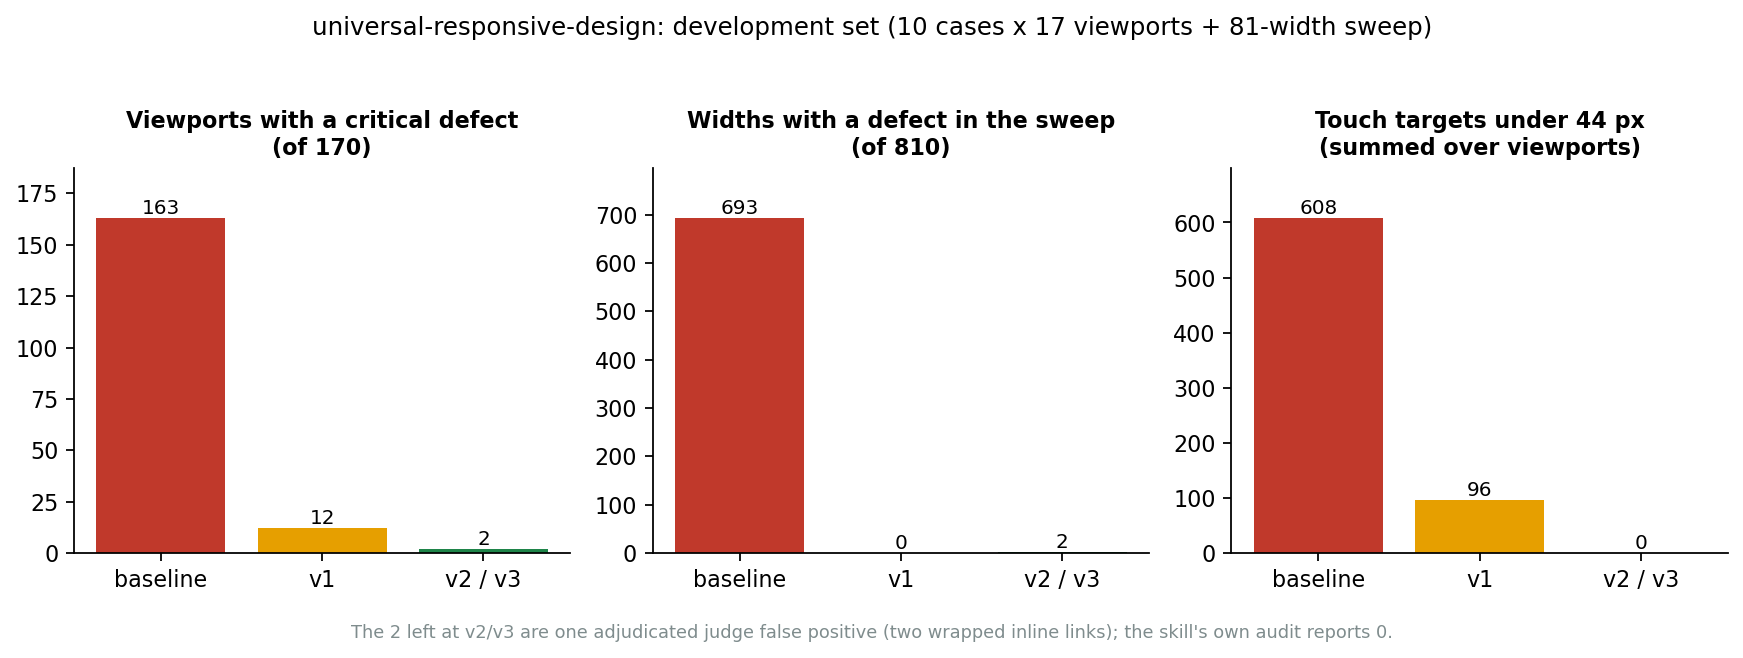 universal-responsive-design: development set (10 cases x 17 viewports + 81-width sweep)
Viewports with a critical defect
(of 170)
175
150
125
100
75
50
25
0
163
12
2
baseline
v1
v2 / v3
Widths with a defect in the sweep
(of 810)
700
600
500
400
300
200
100
0
693
0
2
baseline
v1
v2 / v3
Touch targets under 44 px
(summed over viewports)
600
500
400
300
200
100
0
608
96
0
baseline
v1
v2 / v3
The 2 left at v2/v3 are one adjudicated judge false positive (two wrapped inline links); the skill's own audit reports 0.